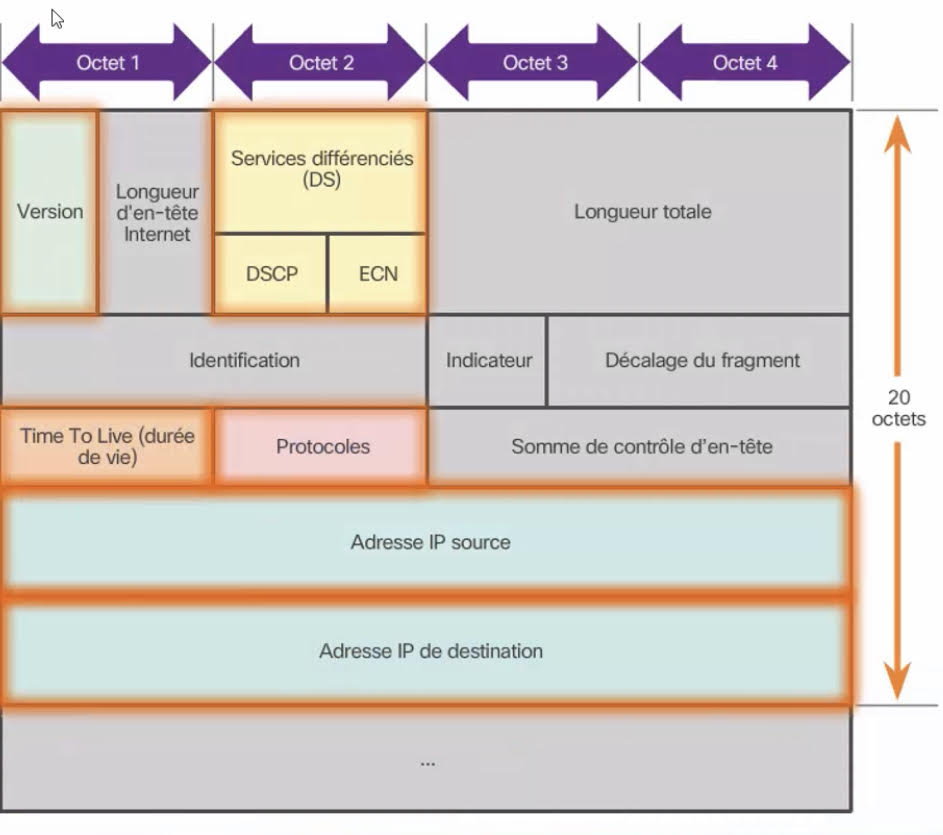 Octet 1
Octet 2
Octet 3
Octet 4
Version
Longueur
d'en-tête
Internet
Services différenciés
(DS)
DSCP
ECN
Longueur totale
Identification
Indicateur
Décalage du fragment
20
octets
Time To Live (durée
de vie)
Protocoles
Somme de contrôle d'en-tête
Adresse IP source
Adresse IP de destination
...